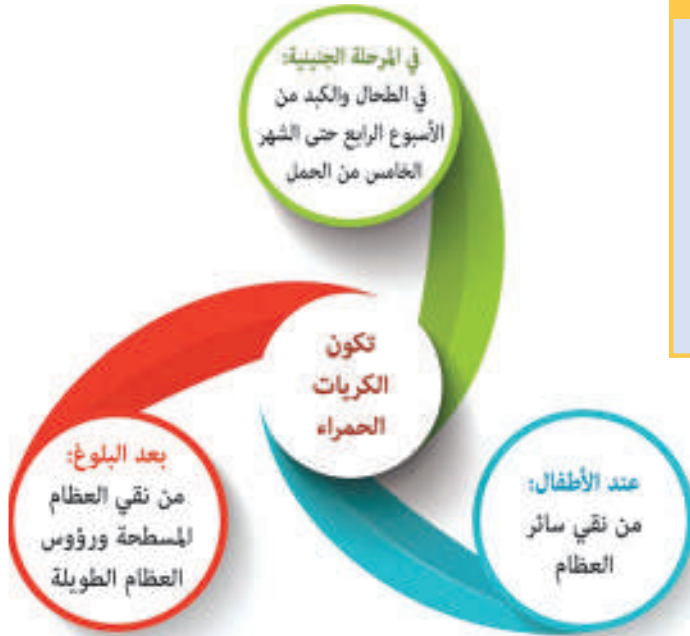 في المرحلة الجنينية:
في الطحال والكبد من
الأسبوع الرابع حتى الشهر
الخامس من الحمل
تكون
الكريات
الحمراء
عند الأطفال:
من نقي سائر
العظام
بعد البلوغ:
من نقي العظام
المسطحة ورؤوس
العظام الطويلة